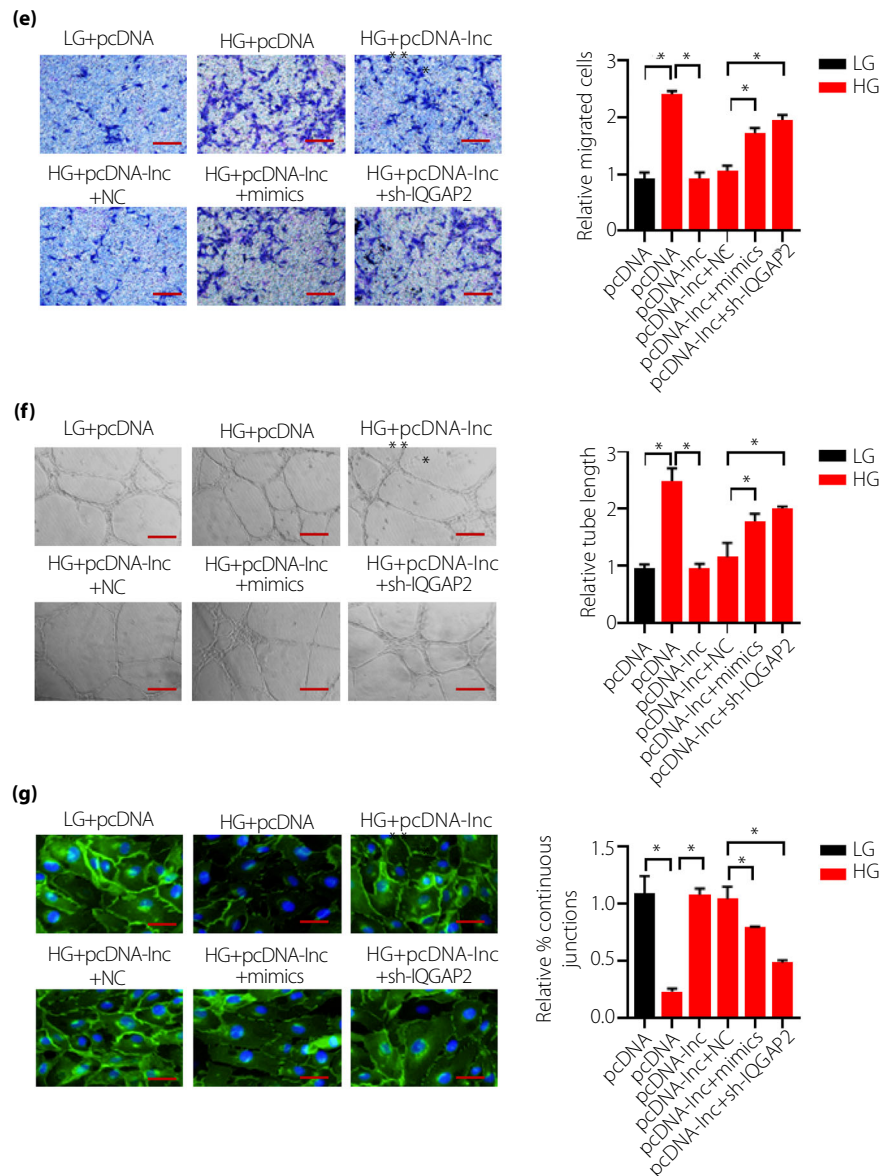 (e)
LG+pcDNA
HG+pcDNA
HG+pcDNA-lnc
* *
*
HG+pcDNA-lnc
+NC
HG+pcDNA-lnc
+mimics
HG+pcDNA-lnc
+sh-IQGAP2
Relative migrated cells
3
2
1
0
* *
*
*
LG
HG
pcDNA
pcDNA
pcDNA-lnc
pcDNA-lnc+NC
pcDNA-lnc+mimics
pcDNA-lnc+sh-IQGAP2
(f)
LG+pcDNA
HG+pcDNA
HG+pcDNA-lnc
* *
*
HG+pcDNA-lnc
+NC
HG+pcDNA-lnc
+mimics
HG+pcDNA-lnc
+sh-IQGAP2
Relative tube length
3
2
1
0
* *
*
*
LG
HG
pcDNA
pcDNA
pcDNA-lnc
pcDNA-lnc+NC
pcDNA-lnc+mimics
pcDNA-lnc+sh-IQGAP2
(g)
LG+pcDNA
HG+pcDNA
HG+pcDNA-lnc
* *
HG+pcDNA-lnc
+NC
HG+pcDNA-lnc
+mimics
HG+pcDNA-lnc
+sh-IQGAP2
Relative % continuous
junctions
1.5
1.0
0.5
0.0
* *
*
*
LG
HG
pcDNA
pcDNA
pcDNA-lnc
pcDNA-lnc+NC
pcDNA-lnc+mimics
pcDNA-lnc+sh-IQGAP2